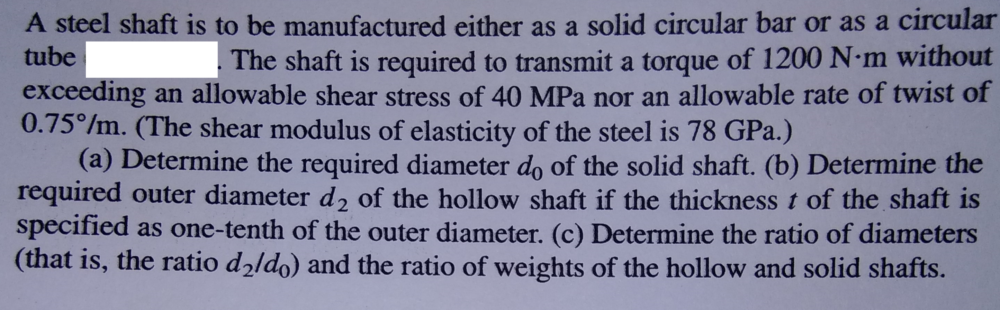 A steel shaft is to be manufactured either as a solid circular bar or as a circular
tube . The shaft is required to transmit a torque of 1200 N·m without
exceeding an allowable shear stress of 40 MPa nor an allowable rate of twist of
0.75°/m. (The shear modulus of elasticity of the steel is 78 GPa.)
(a) Determine the required diameter d₀ of the solid shaft. (b) Determine the
required outer diameter d₂ of the hollow shaft if the thickness t of the shaft is
specified as one-tenth of the outer diameter. (c) Determine the ratio of diameters
(that is, the ratio d₂/d₀) and the ratio of weights of the hollow and solid shafts.